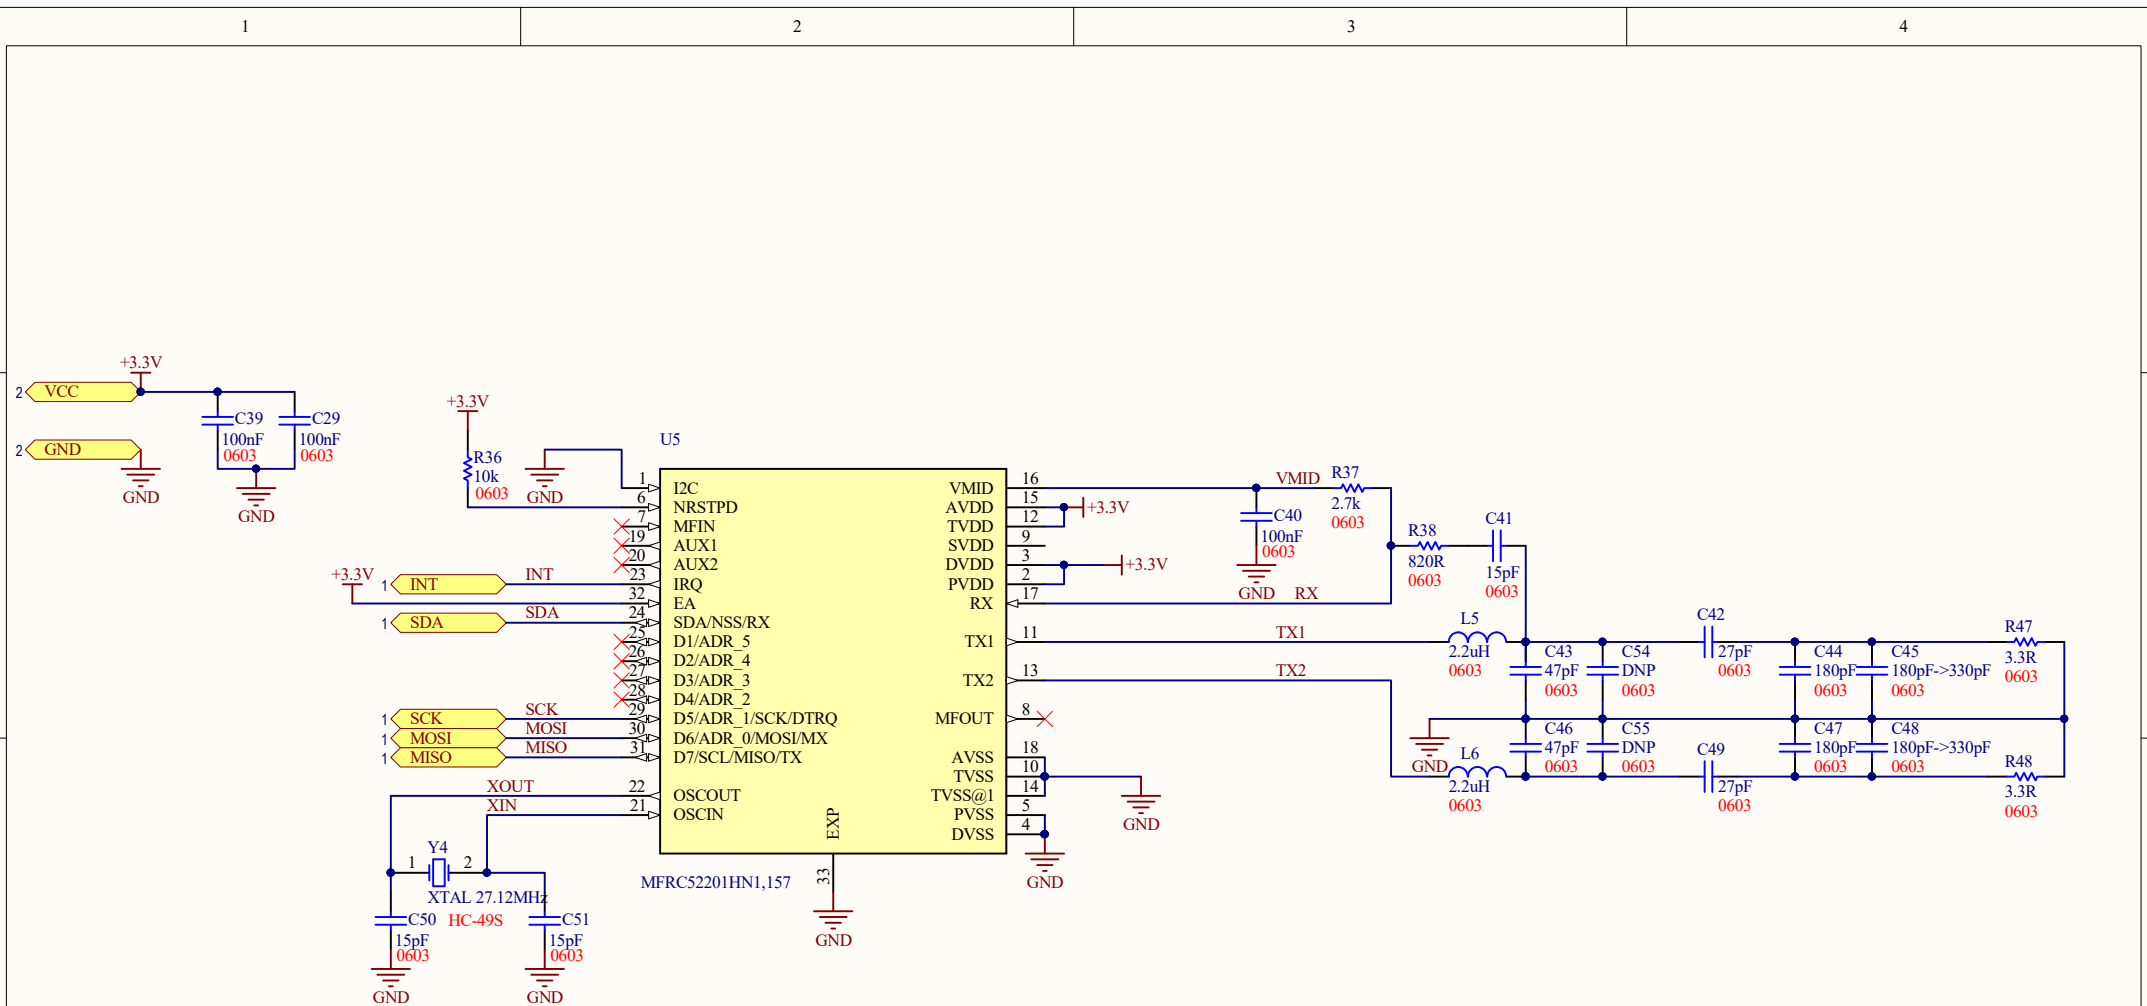 1
2
3
4
+3.3V
2
VCC
C39
100nF
0603
C29
100nF
0603
2
GND
GND
GND
+3.3V
R36
10k
0603
GND
U5
1
I2C
6
NRSTPD
7
MFIN
19
AUX1
20
AUX2
+3.3V
1
INT
INT
23
IRQ
32
EA
1
SDA
SDA
24
SDA/NSS/RX
25
D1/ADR_5
26
D2/ADR_4
27
D3/ADR_3
28
D4/ADR_2
1
SCK
SCK
29
D5/ADR_1/SCK/DTRQ
1
MOSI
MOSI
30
D6/ADR_0/MOSI/MX
1
MISO
MISO
31
D7/SCL/MISO/TX
XOUT
22
OSCOUT
XIN
21
OSCIN
EXP
33
GND
MFRC52201HN1,157
Y4
1
2
XTAL 27.12MHz
HC-49S
C50
15pF
0603
GND
C51
15pF
0603
GND
VMID
16
AVDD
15
+3.3V
TVDD
12
SVDD
9
DVDD
3
+3.3V
PVDD
2
RX
17
TX1
11
TX2
13
MFOUT
8
AVSS
18
TVSS
10
TVSS@1
14
PVSS
5
DVSS
4
GND
GND
VMID
R37
2.7k
0603
C40
100nF
0603
GND
RX
R38
820R
0603
C41
15pF
0603
TX1
TX2
L5
2.2uH
0603
C43
47pF
0603
C54
DNP
0603
C42
27pF
0603
C44
180pF
0603
C45
180pF->330pF
0603
R47
3.3R
0603
GND
L6
2.2uH
0603
C46
47pF
0603
C55
DNP
0603
C49
27pF
0603
C47
180pF
0603
C48
180pF->330pF
0603
R48
3.3R
0603